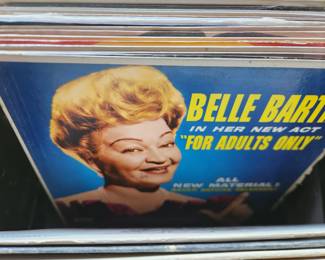 BELLE BART
IN HER NEW ACT
"FOR ADULTS ONLY"
ALL
NEW MATERIAL!